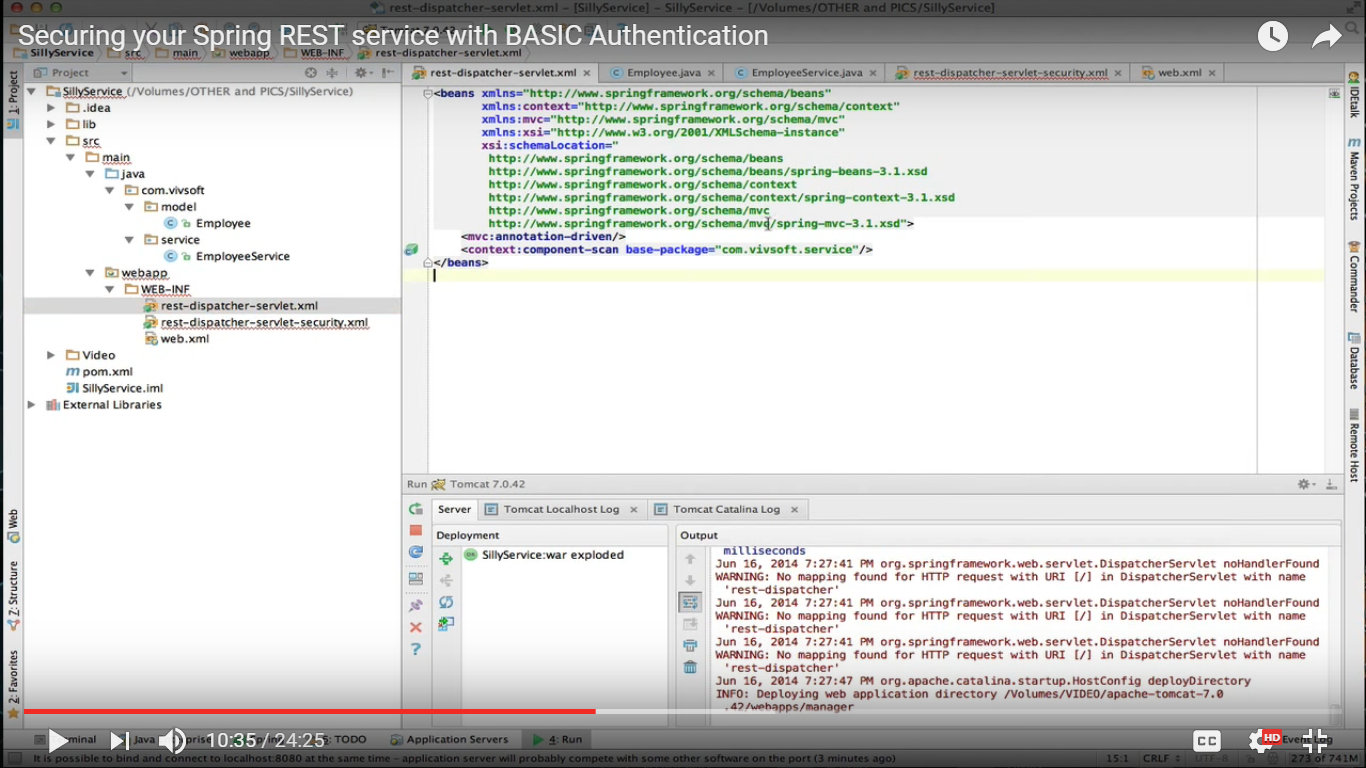 rest-dispatcher-servlet.xml - [SillyService] - SillyService - [/Volumes/OTHER and PICS/SillyService]
Securing your Spring REST service with BASIC Authentication
SillyService src main webapp WEB-INF rest-dispatcher-servlet.xml
Project
rest-dispatcher-servlet.xml Employee.java EmployeeService.java rest-dispatcher-servlet-security.xml web.xml
1: Project
SillyService (/Volumes/OTHER and PICS/SillyService)
.idea
lib
src
main
java
com.vivsoft
model
Employee
service
EmployeeService
webapp
WEB-INF
rest-dispatcher-servlet.xml
rest-dispatcher-servlet-security.xml
web.xml
Video
pom.xml
SillyService.iml
External Libraries
<beans xmlns="http://www.springframework.org/schema/beans"
xmlns:context="http://www.springframework.org/schema/context"
xmlns:mvc="http://www.springframework.org/schema/mvc"
xmlns:xsi="http://www.w3.org/2001/XMLSchema-instance"
xsi:schemaLocation="
http://www.springframework.org/schema/beans
http://www.springframework.org/schema/beans/spring-beans-3.1.xsd
http://www.springframework.org/schema/context
http://www.springframework.org/schema/context/spring-context-3.1.xsd
http://www.springframework.org/schema/mvc
http://www.springframework.org/schema/mvc/spring-mvc-3.1.xsd">
<mvc:annotation-driven/>
<context:component-scan base-package="com.vivsoft.service"/>
</beans>
IDEtalk
Maven Projects
Commander
Database
Remote Host
Web
Z: Structure
2: Favorites
Run Tomcat 7.0.42
Server Tomcat Localhost Log Tomcat Catalina Log
Deployment
SillyService:war exploded
Output
milliseconds
Jun 16, 2014 7:27:41 PM org.springframework.web.servlet.DispatcherServlet noHandlerFound
WARNING: No mapping found for HTTP request with URI [/] in DispatcherServlet with name
'rest-dispatcher'
Jun 16, 2014 7:27:41 PM org.springframework.web.servlet.DispatcherServlet noHandlerFound
WARNING: No mapping found for HTTP request with URI [/] in DispatcherServlet with name
'rest-dispatcher'
Jun 16, 2014 7:27:41 PM org.springframework.web.servlet.DispatcherServlet noHandlerFound
WARNING: No mapping found for HTTP request with URI [/] in DispatcherServlet with name
'rest-dispatcher'
Jun 16, 2014 7:27:47 PM org.apache.catalina.startup.HostConfig deployDirectory
INFO: Deploying web application directory /Volumes/VIDEO/apache-tomcat-7.0
.42/webapps/manager
10:35 / 24:25
TODO Application Servers 4: Run Event Log
CC HD
It is possible to bind and connect to localhost:8080 at the same time - application server will probably compete with some other software on the port (3 minutes ago)
15:1 CRLF UTF-8 273 of 741M